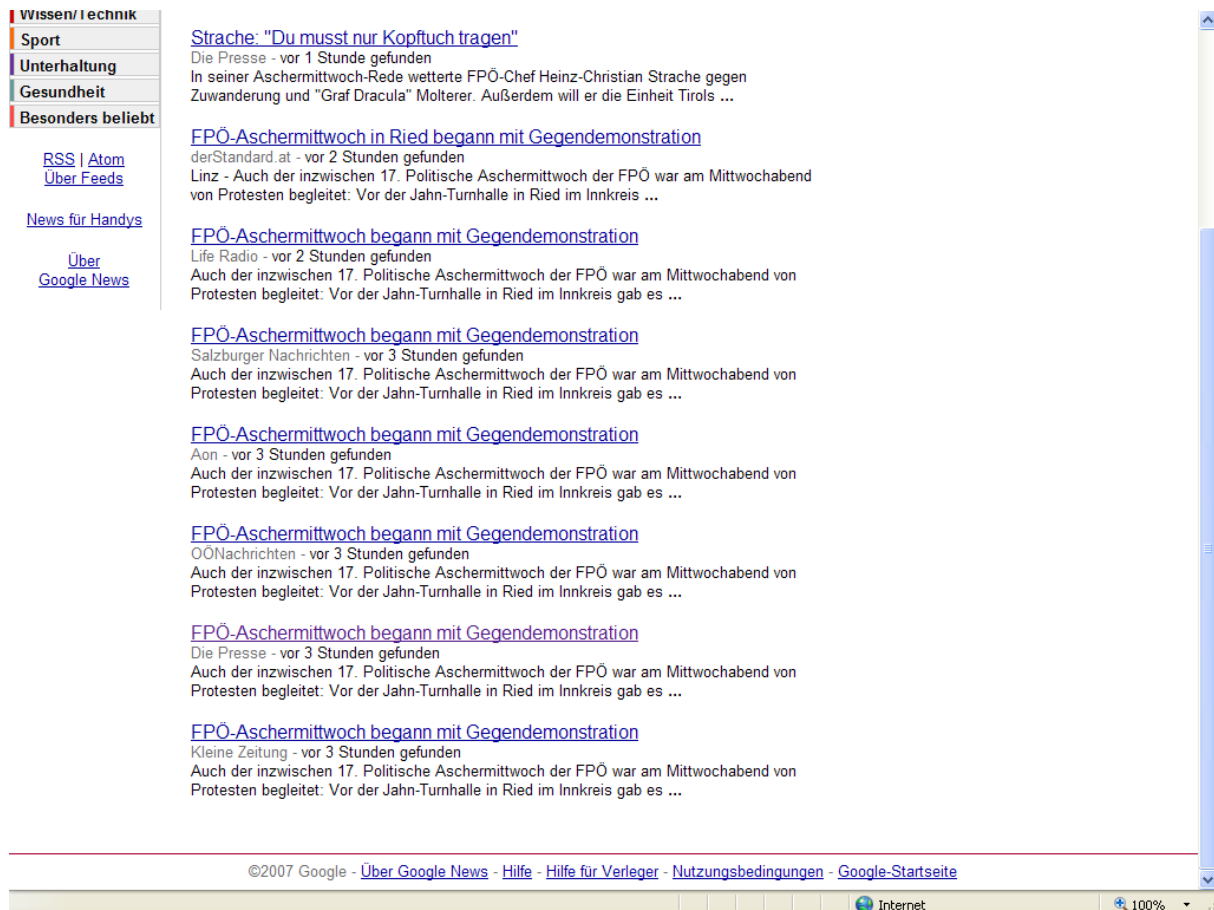 Wissen/Technik
Sport
Unterhaltung
Gesundheit
Besonders beliebt
RSS | Atom
Über Feeds
News für Handys
Über
Google News
Strache: "Du musst nur Kopftuch tragen"
Die Presse - vor 1 Stunde gefunden
In seiner Aschermittwoch-Rede wetterte FPÖ-Chef Heinz-Christian Strache gegen
Zuwanderung und "Graf Dracula" Molterer. Außerdem will er die Einheit Tirols ...
FPÖ-Aschermittwoch in Ried begann mit Gegendemonstration
derStandard.at - vor 2 Stunden gefunden
Linz - Auch der inzwischen 17. Politische Aschermittwoch der FPÖ war am Mittwochabend
von Protesten begleitet: Vor der Jahn-Turnhalle in Ried im Innkreis ...
FPÖ-Aschermittwoch begann mit Gegendemonstration
Life Radio - vor 2 Stunden gefunden
Auch der inzwischen 17. Politische Aschermittwoch der FPÖ war am Mittwochabend von
Protesten begleitet: Vor der Jahn-Turnhalle in Ried im Innkreis gab es ...
FPÖ-Aschermittwoch begann mit Gegendemonstration
Salzburger Nachrichten - vor 3 Stunden gefunden
Auch der inzwischen 17. Politische Aschermittwoch der FPÖ war am Mittwochabend von
Protesten begleitet: Vor der Jahn-Turnhalle in Ried im Innkreis gab es ...
FPÖ-Aschermittwoch begann mit Gegendemonstration
Aon - vor 3 Stunden gefunden
Auch der inzwischen 17. Politische Aschermittwoch der FPÖ war am Mittwochabend von
Protesten begleitet: Vor der Jahn-Turnhalle in Ried im Innkreis gab es ...
FPÖ-Aschermittwoch begann mit Gegendemonstration
OÖNachrichten - vor 3 Stunden gefunden
Auch der inzwischen 17. Politische Aschermittwoch der FPÖ war am Mittwochabend von
Protesten begleitet: Vor der Jahn-Turnhalle in Ried im Innkreis gab es ...
FPÖ-Aschermittwoch begann mit Gegendemonstration
Die Presse - vor 3 Stunden gefunden
Auch der inzwischen 17. Politische Aschermittwoch der FPÖ war am Mittwochabend von
Protesten begleitet: Vor der Jahn-Turnhalle in Ried im Innkreis gab es ...
FPÖ-Aschermittwoch begann mit Gegendemonstration
Kleine Zeitung - vor 3 Stunden gefunden
Auch der inzwischen 17. Politische Aschermittwoch der FPÖ war am Mittwochabend von
Protesten begleitet: Vor der Jahn-Turnhalle in Ried im Innkreis gab es ...
©2007 Google - Über Google News - Hilfe - Hilfe für Verleger - Nutzungsbedingungen - Google-Startseite
Internet 100%